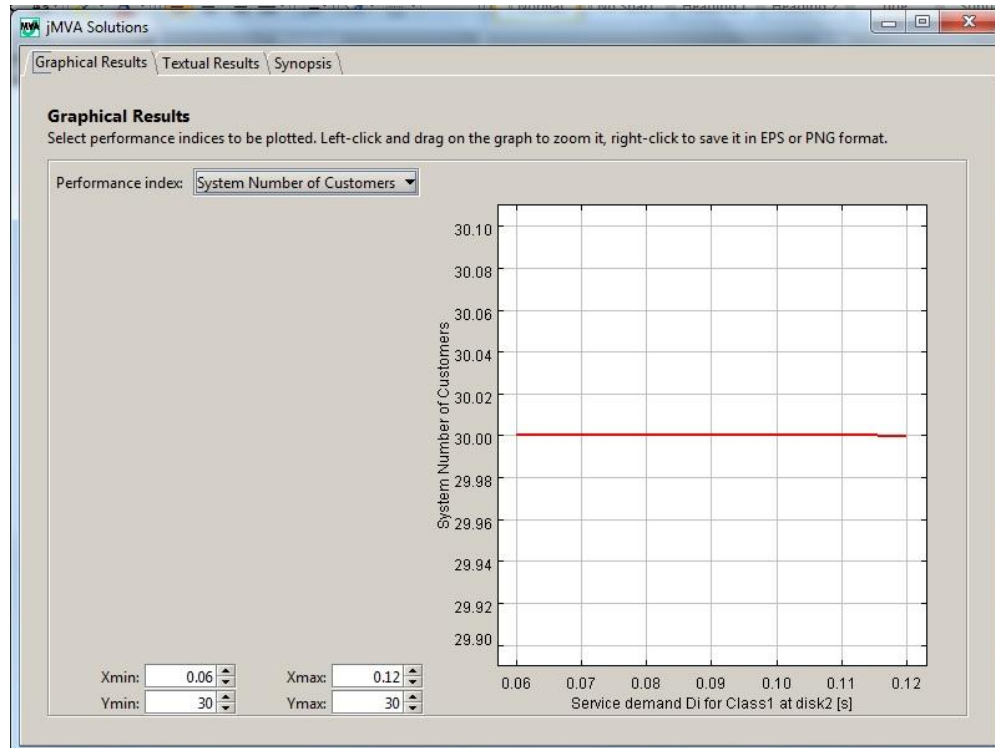 jMVA Solutions
Graphical Results Textual Results Synopsis
Graphical Results
Select performance indices to be plotted. Left-click and drag on the graph to zoom it, right-click to save it in EPS or PNG format.
Performance index: System Number of Customers
30.10
30.08
30.06
30.04
30.02
30.00
29.98
29.96
29.94
29.92
29.90
System Number of Customers
0.06 0.07 0.08 0.09 0.10 0.11 0.12
Service demand Di for Class1 at disk2 [s]
Xmin: 0.06 Xmax: 0.12
Ymin: 30 Ymax: 30